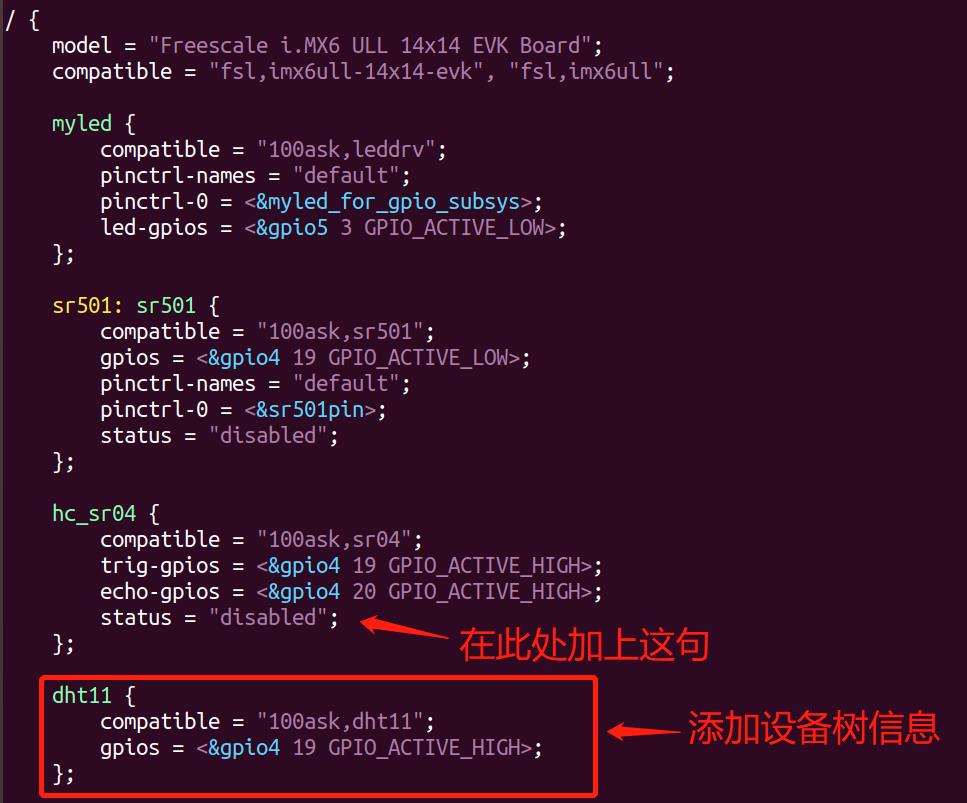 / {
    model = "Freescale i.MX6 ULL 14x14 EVK Board";
    compatible = "fsl,imx6ull-14x14-evk", "fsl,imx6ull";

    myled {
        compatible = "100ask,leddrv";
        pinctrl-names = "default";
        pinctrl-0 = <&myled_for_gpio_subsys>;
        led-gpios = <&gpio5 3 GPIO_ACTIVE_LOW>;
    };

    sr501: sr501 {
        compatible = "100ask,sr501";
        gpios = <&gpio4 19 GPIO_ACTIVE_LOW>;
        pinctrl-names = "default";
        pinctrl-0 = <&sr501pin>;
        status = "disabled";
    };

    hc_sr04 {
        compatible = "100ask,sr04";
        trig-gpios = <&gpio4 19 GPIO_ACTIVE_HIGH>;
        echo-gpios = <&gpio4 20 GPIO_ACTIVE_HIGH>;
        status = "disabled";
在此处加上这句
    };

    dht11 {
        compatible = "100ask,dht11";
添加设备树信息
        gpios = <&gpio4 19 GPIO_ACTIVE_HIGH>;
    };